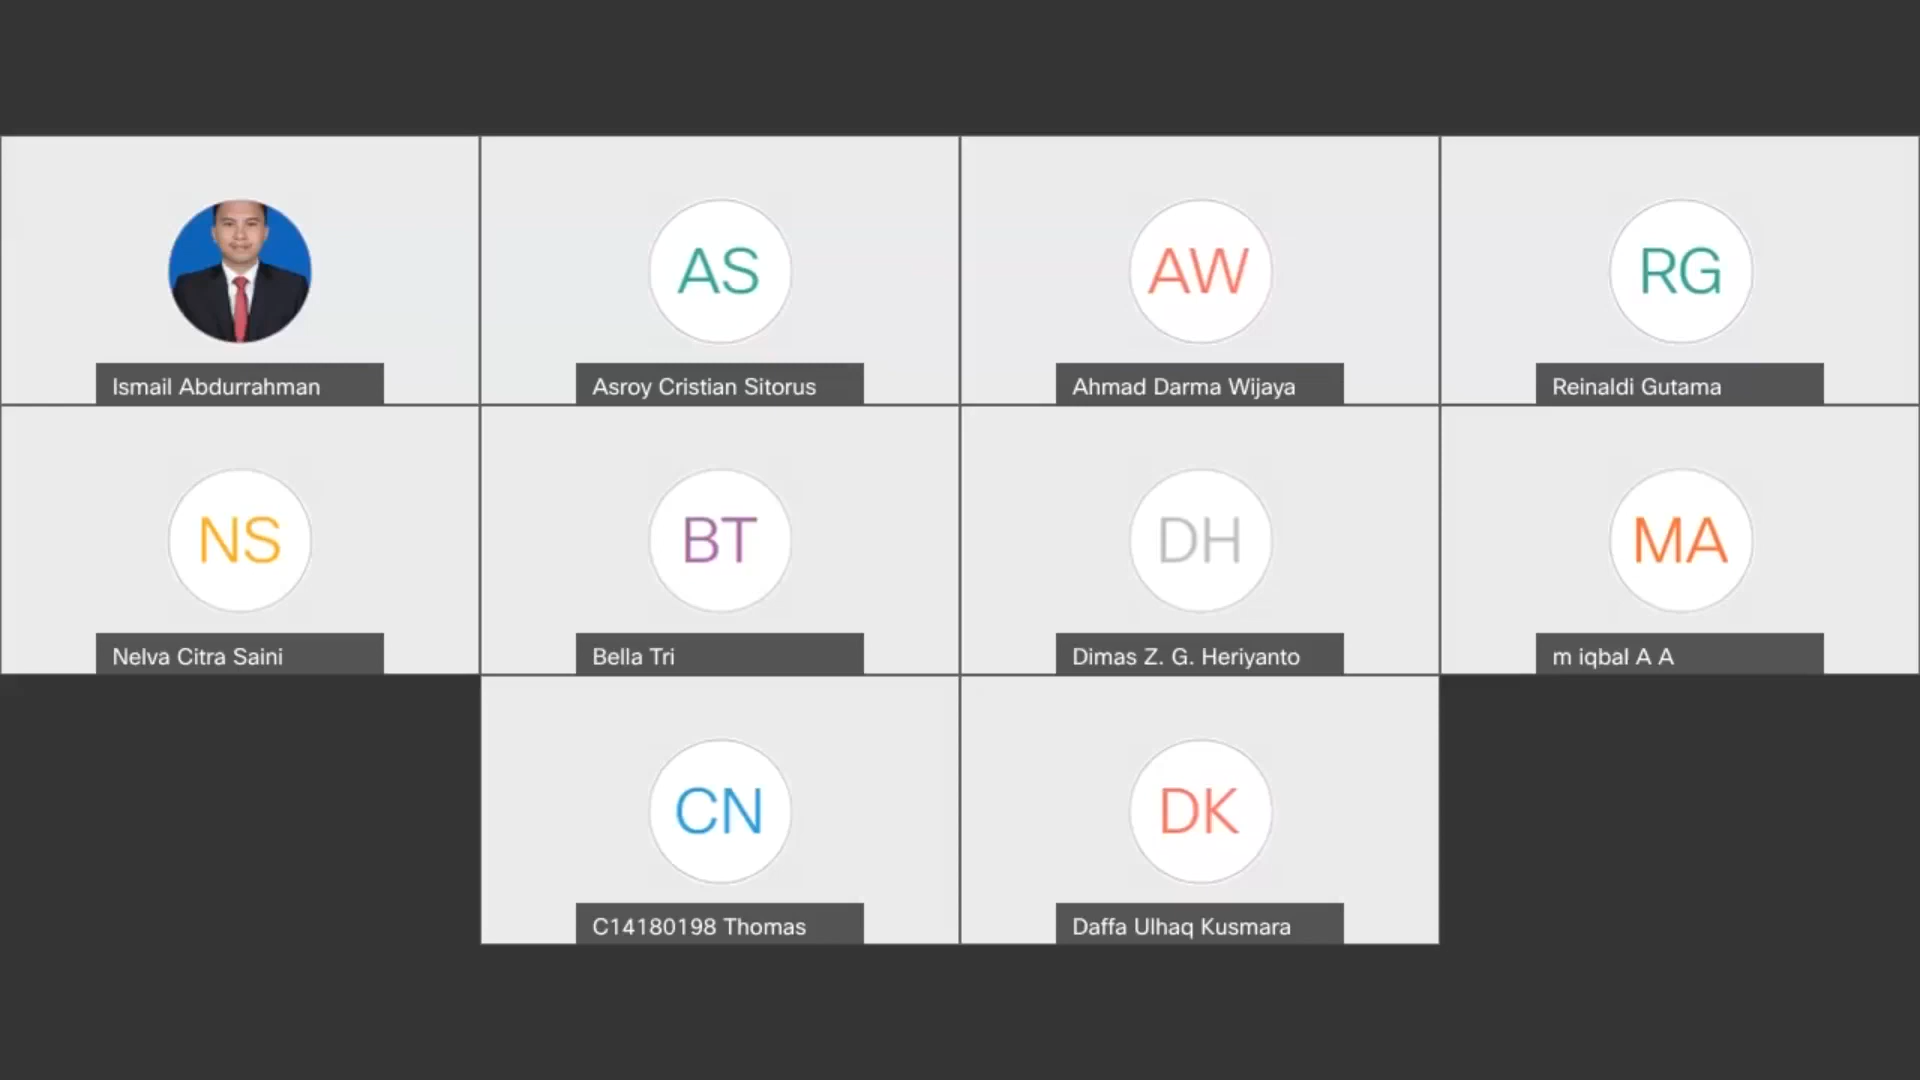 AS
AW
RG
Ismail Abdurrahman
Asroy Cristian Sitorus
Ahmad Darma Wijaya
Reinaldi Gutama
NS
BT
DH
MA
Nelva Citra Saini
Bella Tri
Dimas Z. G. Heriyanto
m iqbal A A
CN
DK
C14180198 Thomas
Daffa Ulhaq Kusmara